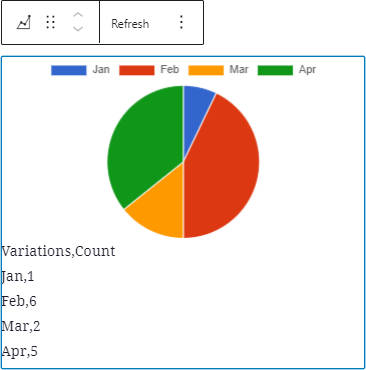 Refresh
Jan Feb Mar Apr
Variations,Count
Jan,1
Feb,6
Mar,2
Apr,5